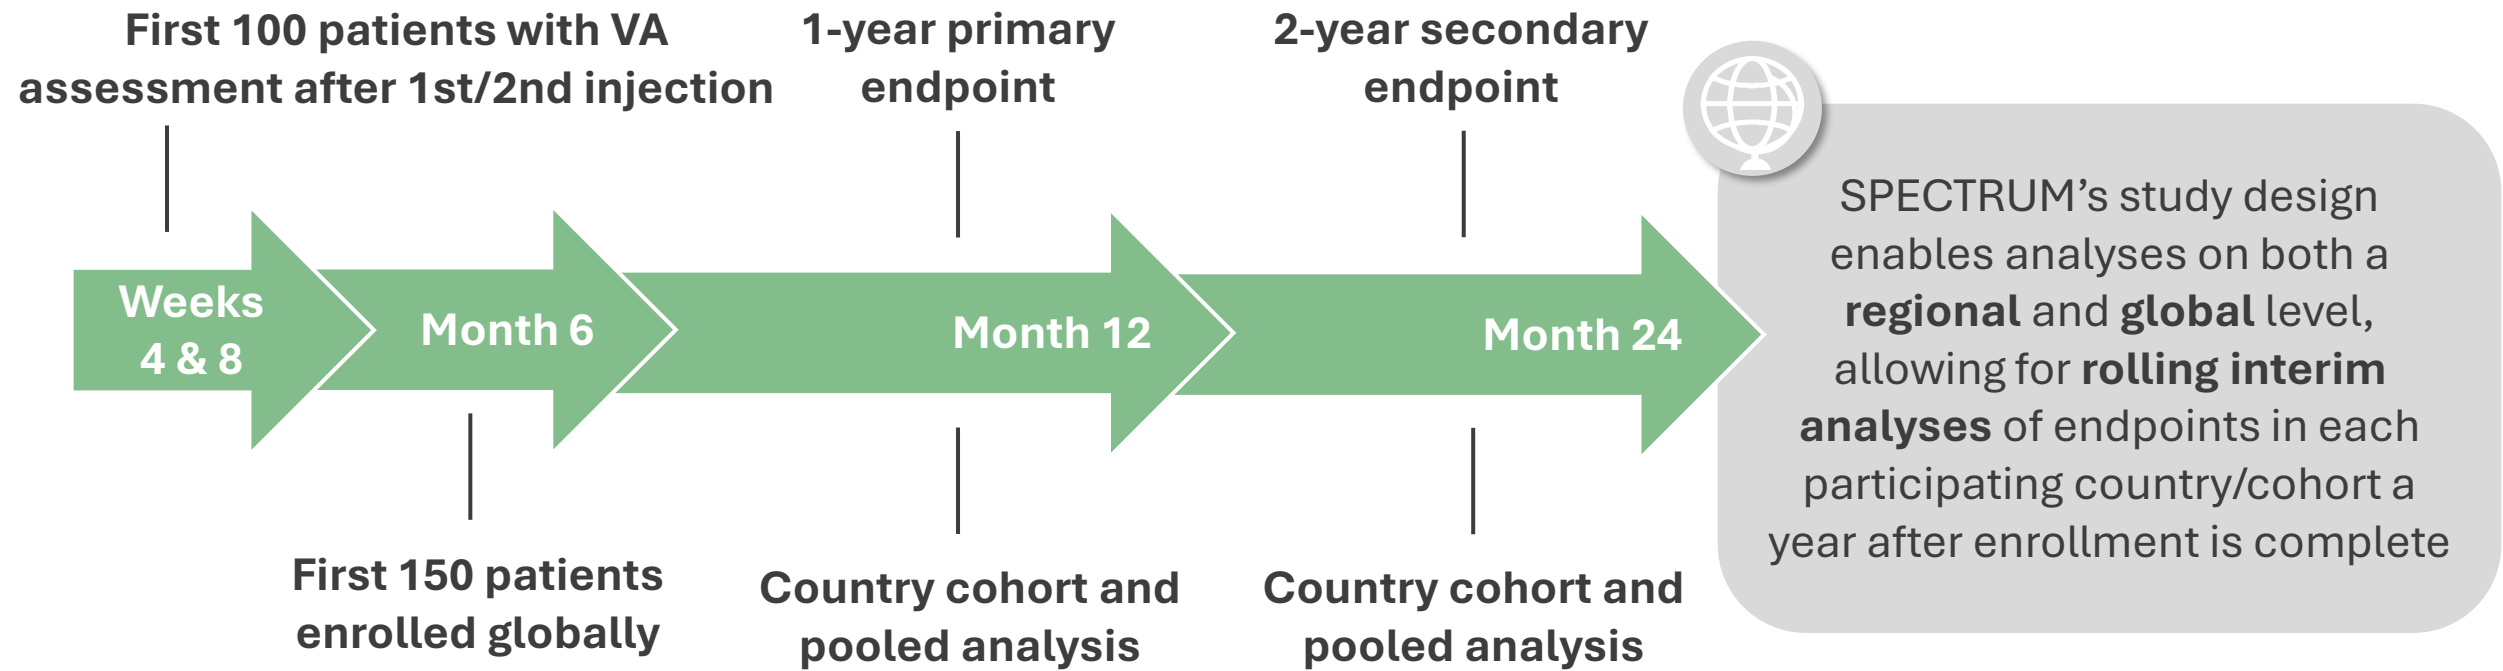 First 100 patients with VA
assessment after 1st/2nd injection
1-year primary
endpoint
2-year secondary
endpoint
Weeks
4 & 8
Month 6
Month 12
Month 24
First 150 patients
enrolled globally
Country cohort and
pooled analysis
Country cohort and
pooled analysis
SPECTRUM’s study design
enables analyses on both a
regional and global level,
allowing for rolling interim
analyses of endpoints in each
participating country/cohort a
year after enrollment is complete